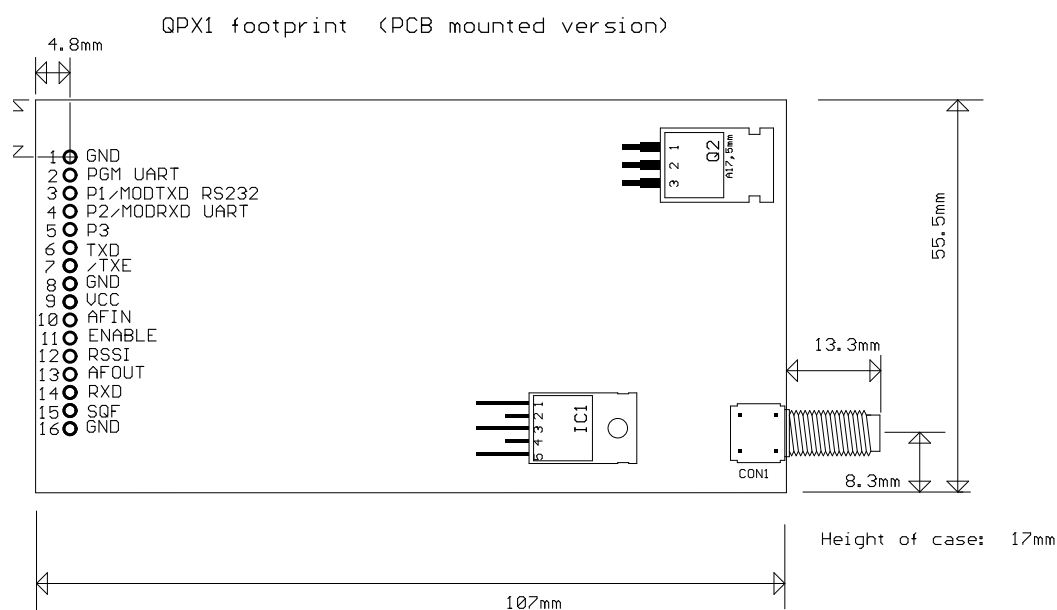 QPX1 footprint (PCB mounted version)
4.8mm
1 GND
2 PGM UART
3 P1/MODTXD RS232
4 P2/MODRXD UART
5 P3
6 TXD
7 /TXE
8 GND
9 VCC
10 AFIN
11 ENABLE
12 RSSI
13 AFOUT
14 RXD
15 SQF
16 GND
1
2
3
Q2
A17,5mm
55.5mm
13.3mm
1
2
3
4
5
IC1
CON1
8.3mm
Height of case: 17mm
107mm